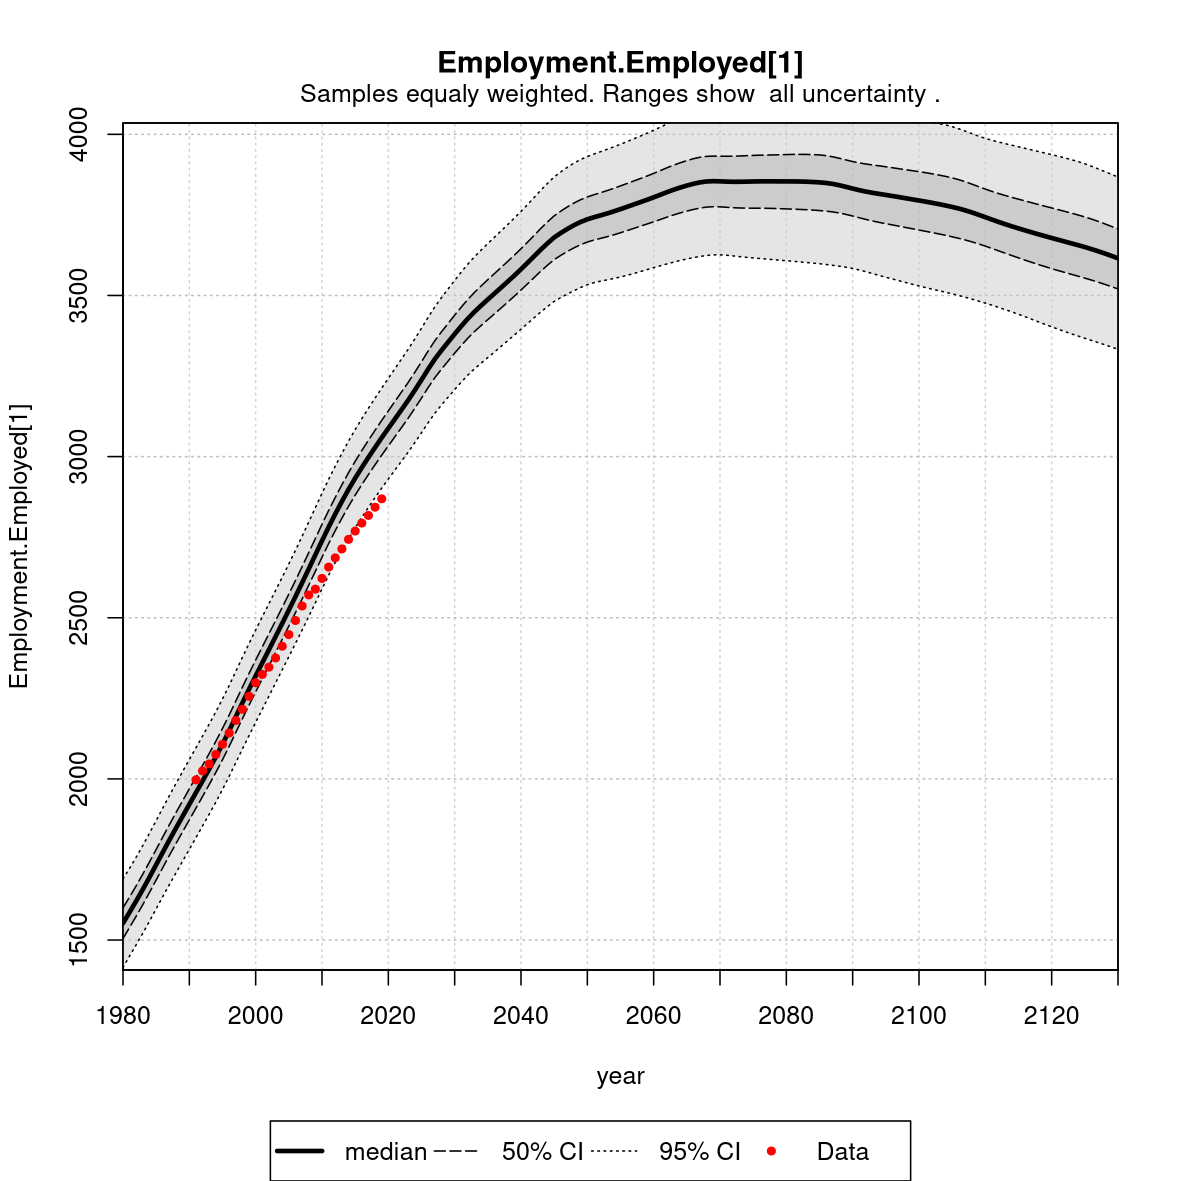 Employment.Employed[1]
Samples equaly weighted. Ranges show  all uncertainty .
4000
3500
3000
2500
2000
1500
Employment.Employed[1]
1980 2000 2020 2040 2060 2080 2100 2120
year
median 50% CI 95% CI Data